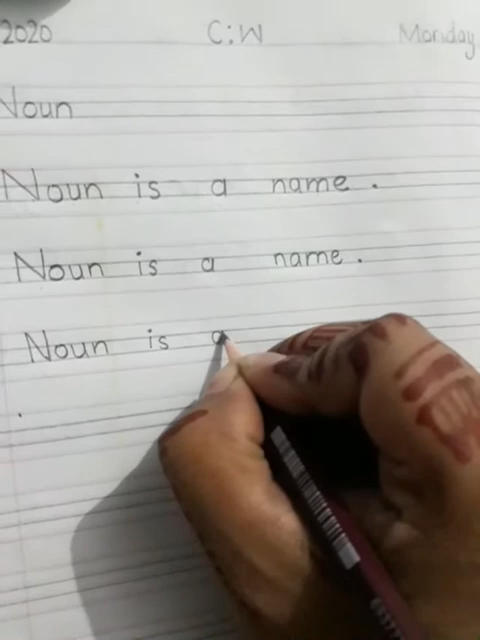 2020 C:W Monday
Noun
Noun is a name.
Noun is a name.
Noun is a
.